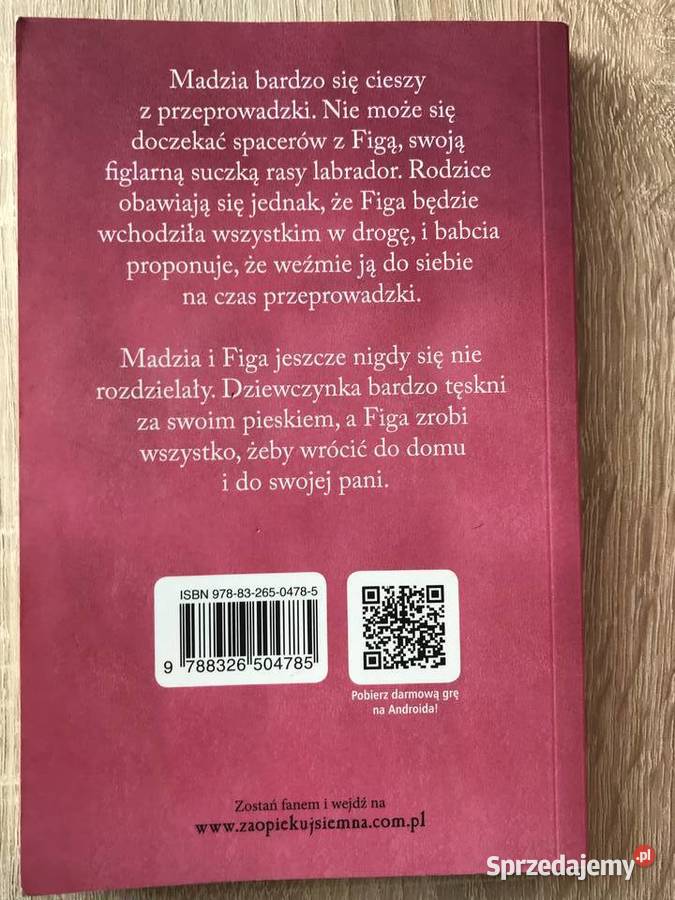 Madzia bardzo się cieszy
z przeprowadzki. Nie może się
doczekać spacerów z Figą, swoją
figlarną suczką rasy labrador. Rodzice
obawiają się jednak, że Figa będzie
wchodziła wszystkim w drogę, i babcia
proponuje, że weźmie ją do siebie
na czas przeprowadzki.
Madzia i Figa jeszcze nigdy się nie
rozdzielały. Dziewczynka bardzo tęskni
za swoim pieskiem, a Figa zrobi
wszystko, żeby wrócić do domu
i do swojej pani.
ISBN 978-83-265-0478-5
9 788326 504785
Pobierz darmową grę
na Androida!
Zostań fanem i wejdź na
www.zaopiekujsiemna.com.pl
Sprzedajemy.pl